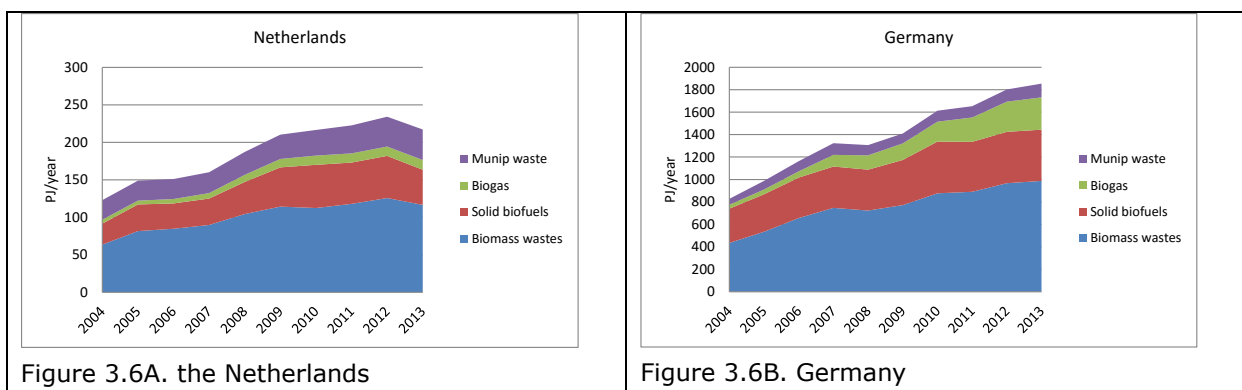 Netherlands
300
250
200
150
100
50
0
PJ/year
2004
2005
2006
2007
2008
2009
2010
2011
2012
2013
Munip waste
Biogas
Solid biofuels
Biomass wastes
Figure 3.6A. the Netherlands
Germany
2000
1800
1600
1400
1200
1000
800
600
400
200
0
PJ/year
2004
2005
2006
2007
2008
2009
2010
2011
2012
2013
Munip waste
Biogas
Solid biofuels
Biomass wastes
Figure 3.6B. Germany